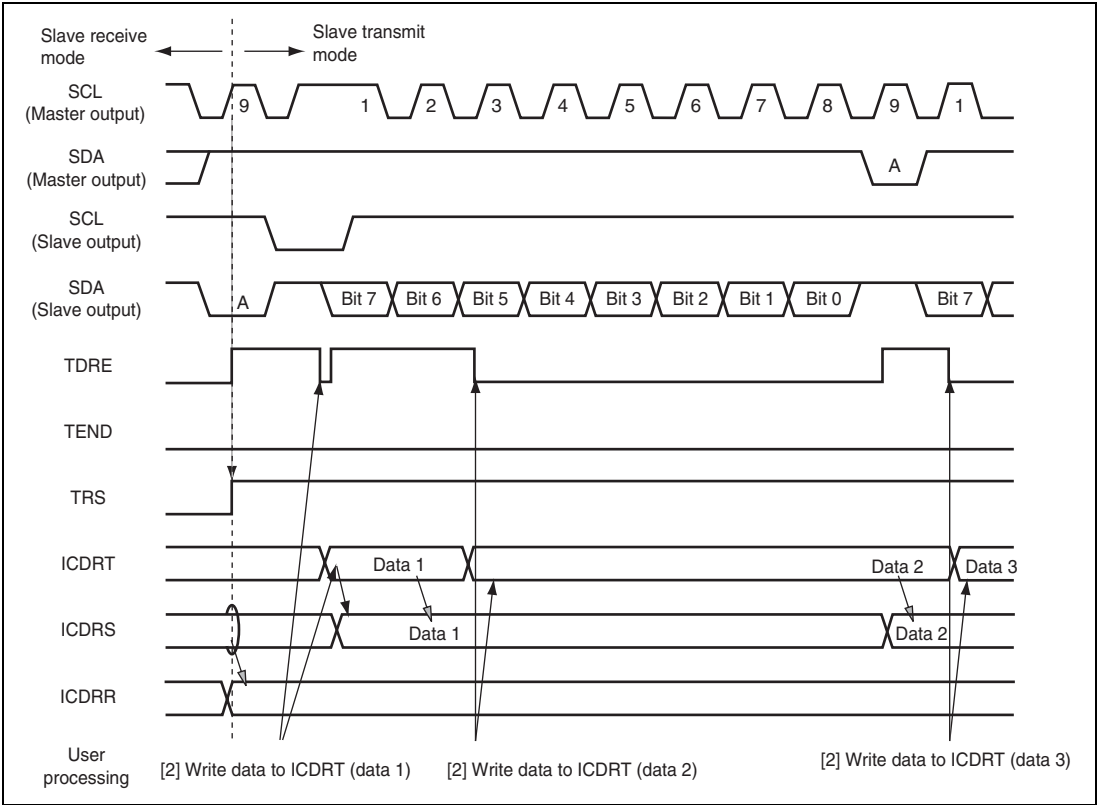 Slave receive
mode
Slave transmit
mode
SCL
(Master output)
9 1 2 3 4 5 6 7 8 9 1
SDA
(Master output)
A
SCL
(Slave output)
SDA
(Slave output)
A Bit 7 Bit 6 Bit 5 Bit 4 Bit 3 Bit 2 Bit 1 Bit 0 Bit 7
TDRE
TEND
TRS
ICDRT
Data 1 Data 2 Data 3
ICDRS
Data 1 Data 2
ICDRR
User
processing
[2] Write data to ICDRT (data 1) [2] Write data to ICDRT (data 2) [2] Write data to ICDRT (data 3)